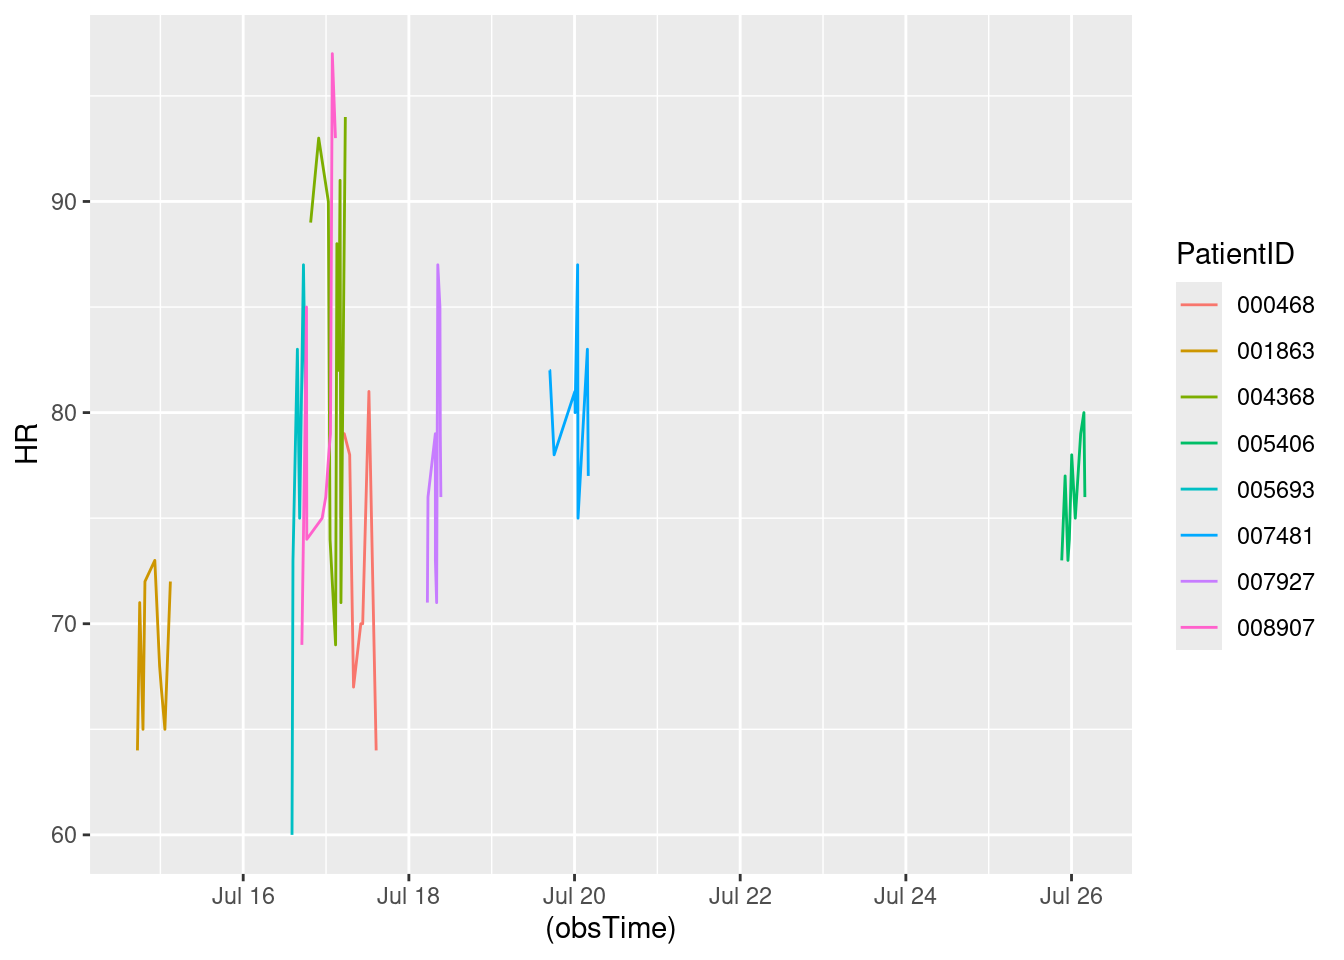 HR
90
80
70
60
Jul 16
Jul 18
Jul 20
Jul 22
Jul 24
Jul 26
(obsTime)
PatientID
000468
001863
004368
005406
005693
007481
007927
008907